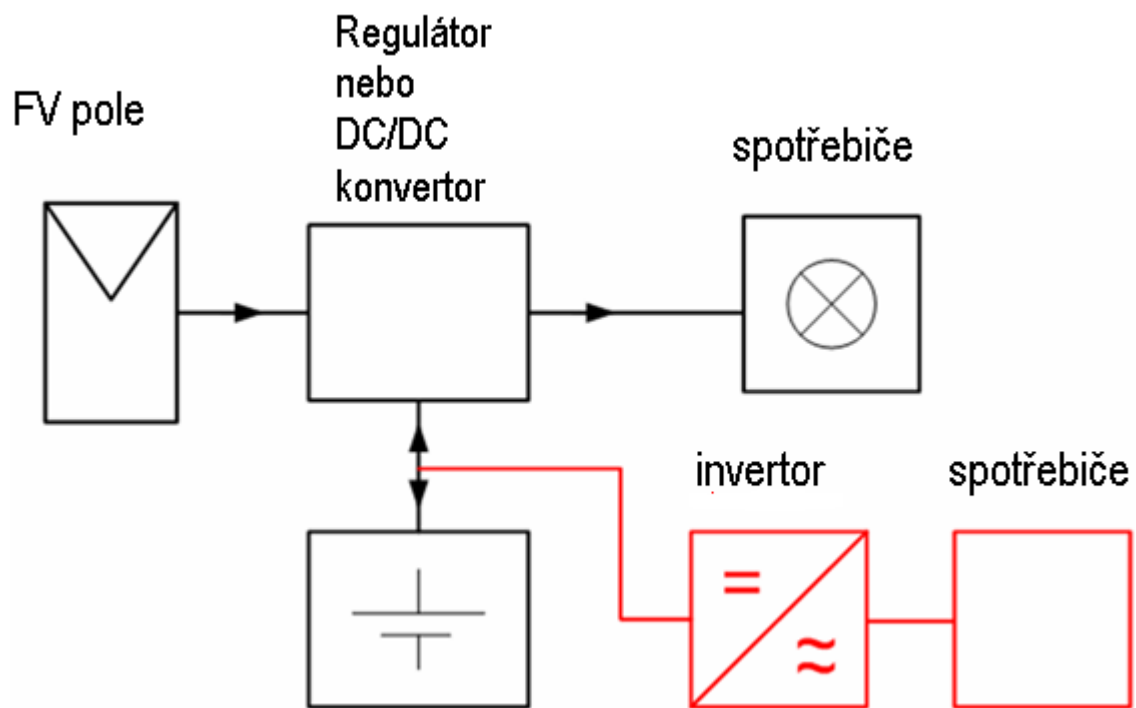 FV pole
Regulátor
nebo
DC/DC
konvertor
spotřebiče
invertor
spotřebiče
=
≈